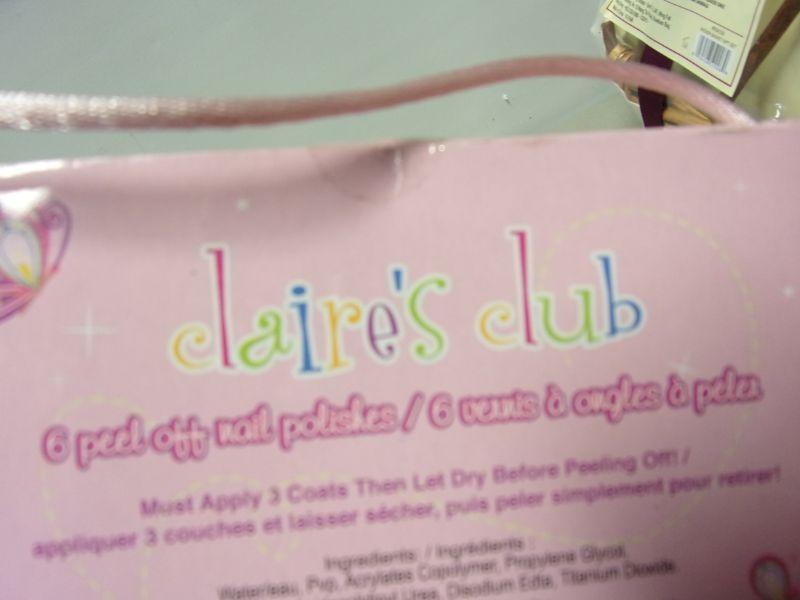 claire's club
6 peel off nail polishes / 6 vernis à ongles à peler
Must Apply 3 Coats Then Let Dry Before Peeling Off! /
appliquer 3 couches et laisser sécher, puis peler simplement pour retirer!
Ingredients / Ingrédients :
Water/eau, Pvp, Acrylates Copolymer, Propylene Glycol,
Urea, Disodium Edta, Titanium Dioxide